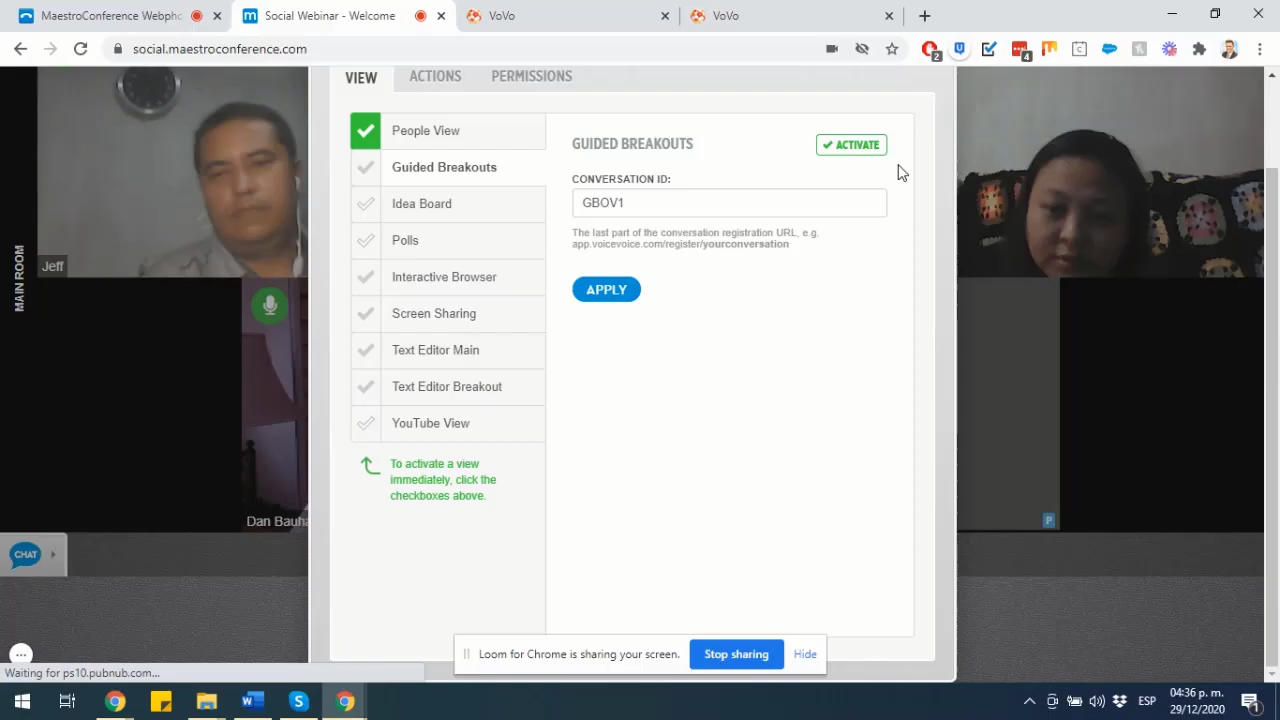 MaestroConference Webpho
Social Webinar - Welcome
VoVo
VoVo
social.maestroconference.com
2
4
VIEW
ACTIONS
PERMISSIONS
People View
Guided Breakouts
Idea Board
Polls
Interactive Browser
Screen Sharing
Text Editor Main
Text Editor Breakout
YouTube View
To activate a view
immediately, click the
checkboxes above.
GUIDED BREAKOUTS
ACTIVATE
CONVERSATION ID:
GBOV1
The last part of the conversation registration URL, e.g.
app.voicevoice.com/register/yourconversation
APPLY
MAIN ROOM
Jeff
Dan Bauha
P
CHAT
Loom for Chrome is sharing your screen.
Stop sharing
Hide
Waiting for ps10.pubnub.com...
ESP
04:36 p. m.
29/12/2020
1